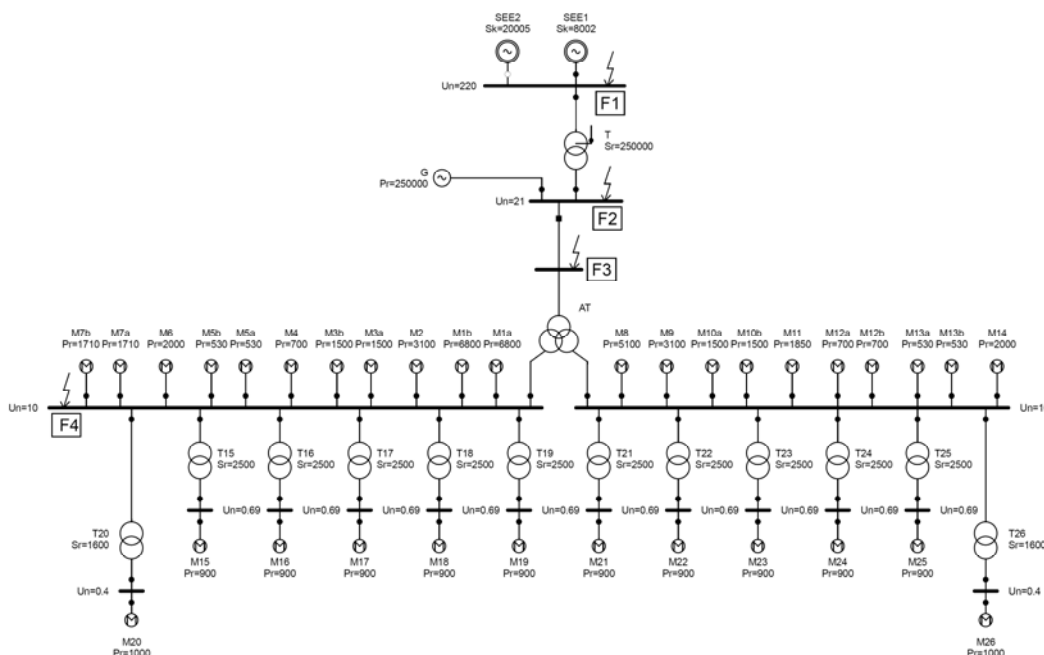 SEE2
Sk=20005
SEE1
Sk=8002
Un=220
F1
T
Sr=250000
G
Pr=250000
Un=21
F2
F3
AT
M7b
Pr=1710
M7a
Pr=1710
M6
Pr=2000
M5b
Pr=530
M5a
Pr=530
M4
Pr=700
M3b
Pr=1500
M3a
Pr=1500
M2
Pr=3100
M1b
Pr=6800
M1a
Pr=6800
M8
Pr=5100
M9
Pr=3100
M10a
Pr=1500
M10b
Pr=1500
M11
Pr=1850
M12a
Pr=700
M12b
Pr=700
M13a
Pr=530
M13b
Pr=530
M14
Pr=2000
Un=10
F4
Un=1
T15
Sr=2500
T16
Sr=2500
T17
Sr=2500
T18
Sr=2500
T19
Sr=2500
T21
Sr=2500
T22
Sr=2500
T23
Sr=2500
T24
Sr=2500
T25
Sr=2500
Un=0.69
Un=0.69
Un=0.69
Un=0.69
Un=0.69
Un=0.69
Un=0.69
Un=0.69
Un=0.69
Un=0.69
T20
Sr=1600
T26
Sr=1600
M15
Pr=900
M16
Pr=900
M17
Pr=900
M18
Pr=900
M19
Pr=900
M21
Pr=900
M22
Pr=900
M23
Pr=900
M24
Pr=900
M25
Pr=900
Un=0.4
Un=0.4
M20
Pr=1000
M26
Pr=1000